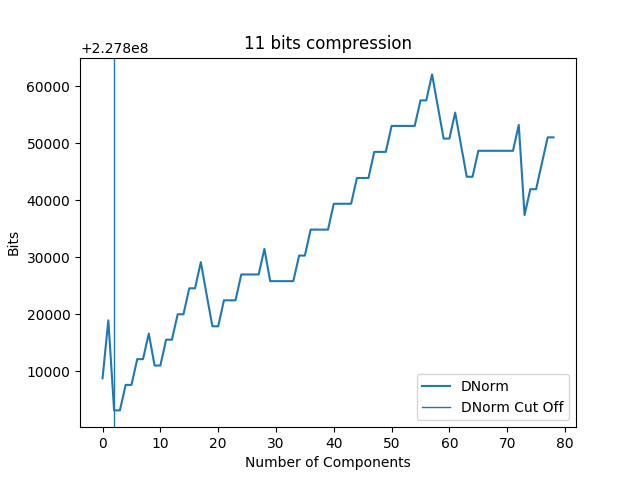 11 bits compression
+2.278e8
60000
50000
40000
30000
20000
10000
Bits
0 10 20 30 40 50 60 70 80
Number of Components
DNorm
DNorm Cut Off